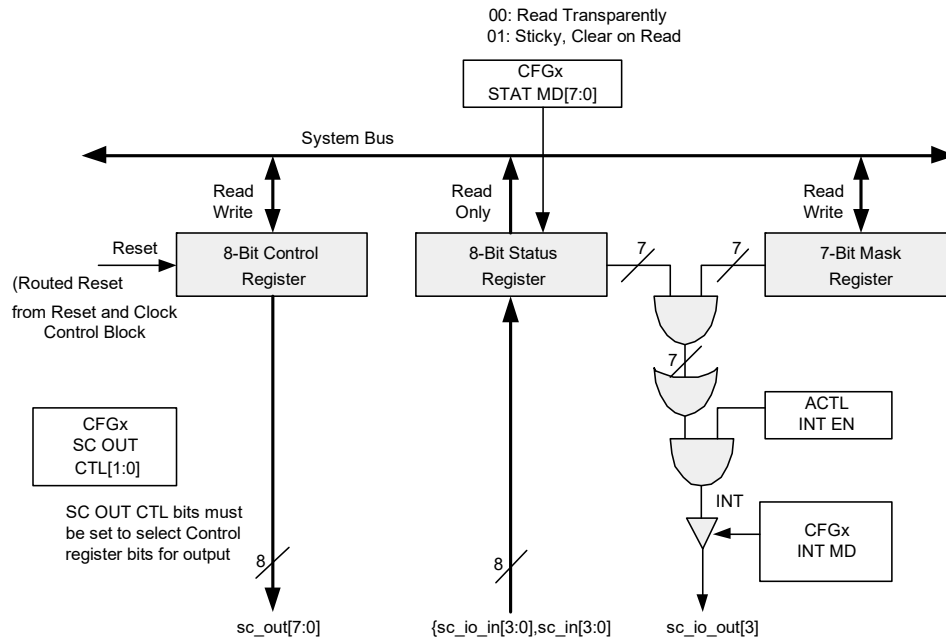 00: Read Transparently
01: Sticky, Clear on Read
CFGx
STAT MD[7:0]
System Bus
Read
Write
Read
Only
Read
Write
Reset
(Routed Reset
from Reset and Clock
Control Block
8-Bit Control
Register
8-Bit Status
Register
7
7
7-Bit Mask
Register
7
CFGx
SC OUT
CTL[1:0]
ACTL
INT EN
SC OUT CTL bits must
be set to select Control
register bits for output
INT
CFGx
INT MD
8
8
sc_out[7:0]
{sc_io_in[3:0],sc_in[3:0]
sc_io_out[3]